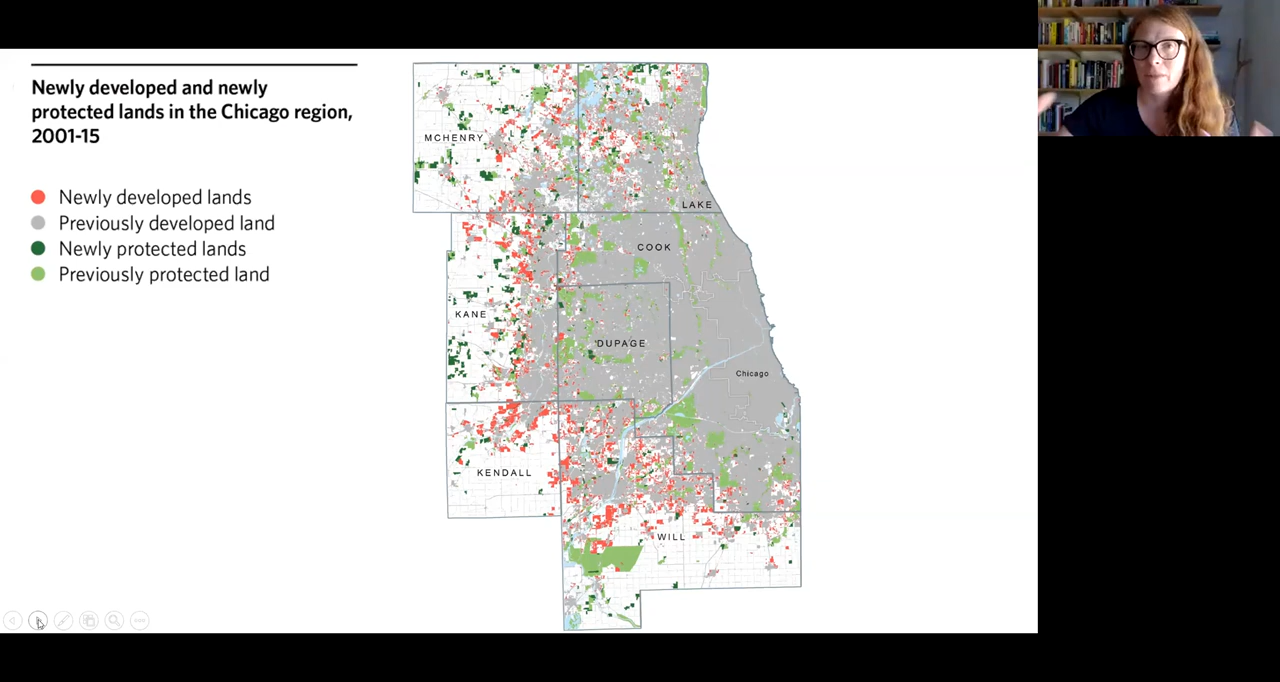 Newly developed and newly
protected lands in the Chicago region,
2001-15
Newly developed lands
Previously developed land
Newly protected lands
Previously protected land
MCHENRY
LAKE
COOK
KANE
DUPAGE
Chicago
KENDALL
WILL